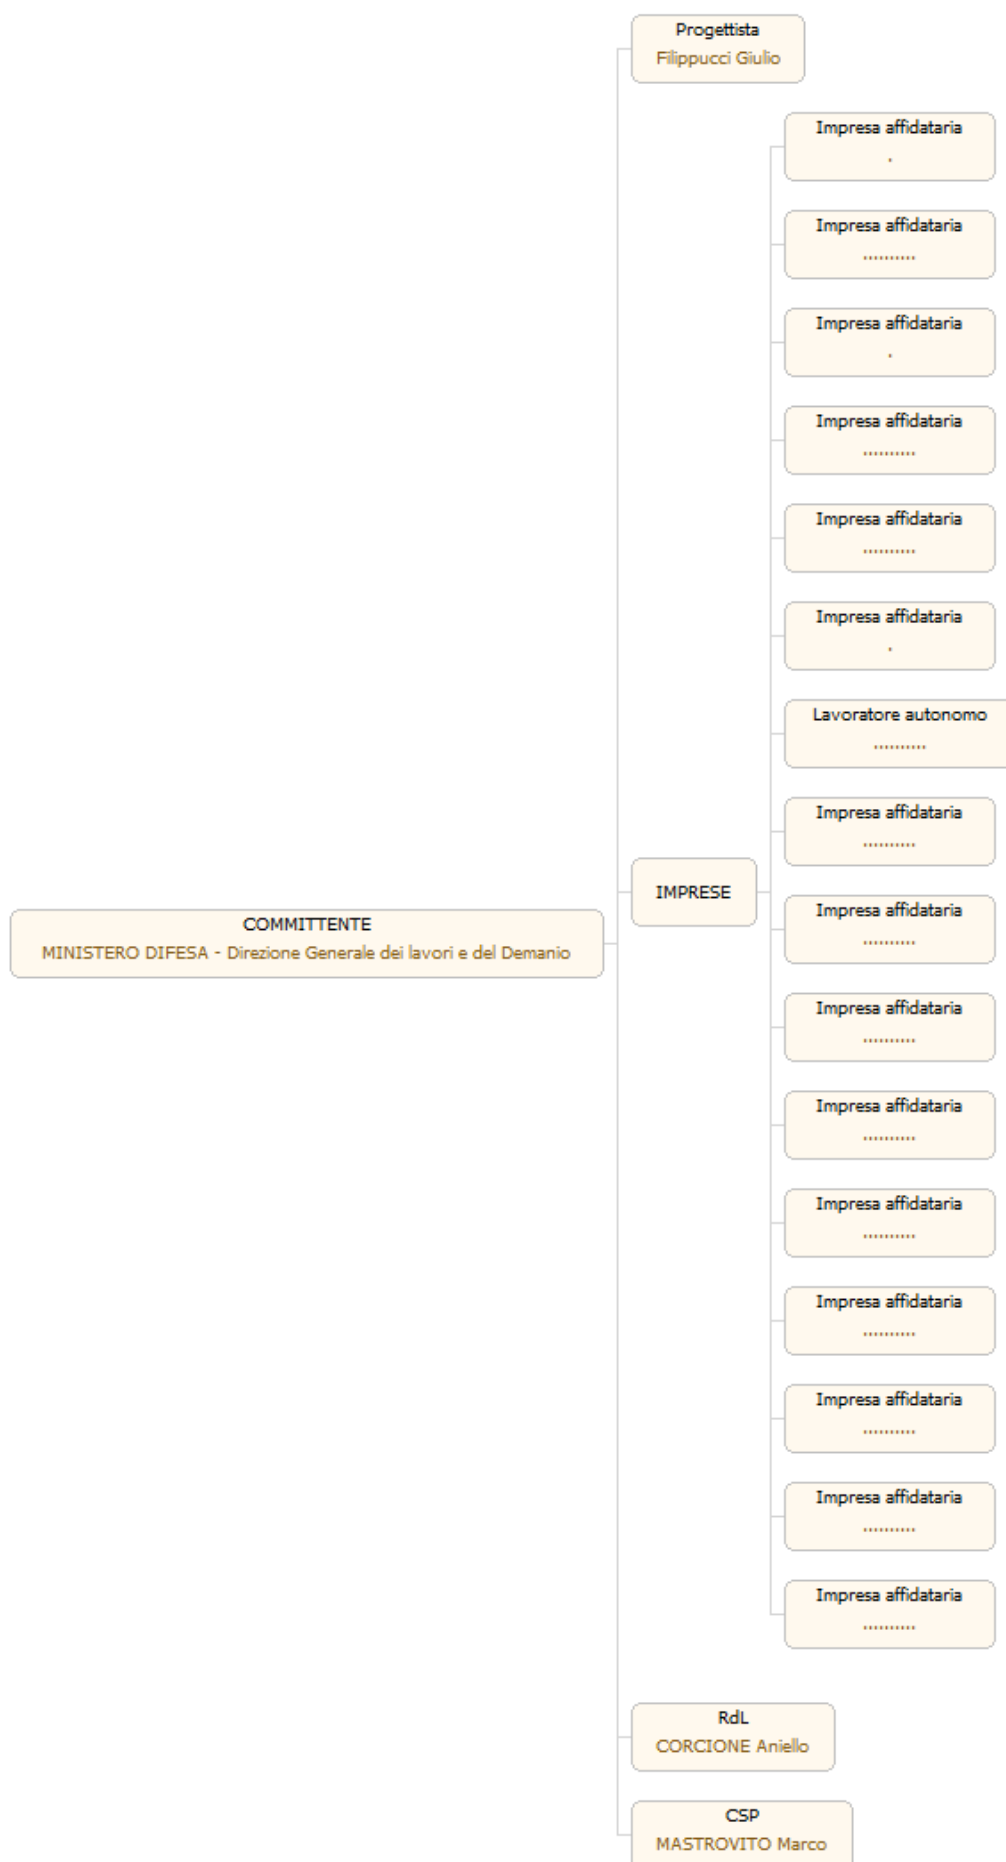 Progettista
Filippucci Giulio
Impresa affidataria
.
Impresa affidataria
..........
Impresa affidataria
.
Impresa affidataria
..........
Impresa affidataria
..........
Impresa affidataria
.
Lavoratore autonomo
..........
Impresa affidataria
..........
IMPRESE
Impresa affidataria
..........
COMMITTENTE
MINISTERO DIFESA - Direzione Generale dei lavori e del Demanio
Impresa affidataria
..........
Impresa affidataria
..........
Impresa affidataria
..........
Impresa affidataria
..........
Impresa affidataria
..........
Impresa affidataria
..........
Impresa affidataria
..........
RdL
CORCIONE Aniello
CSP
MASTROVITO Marco